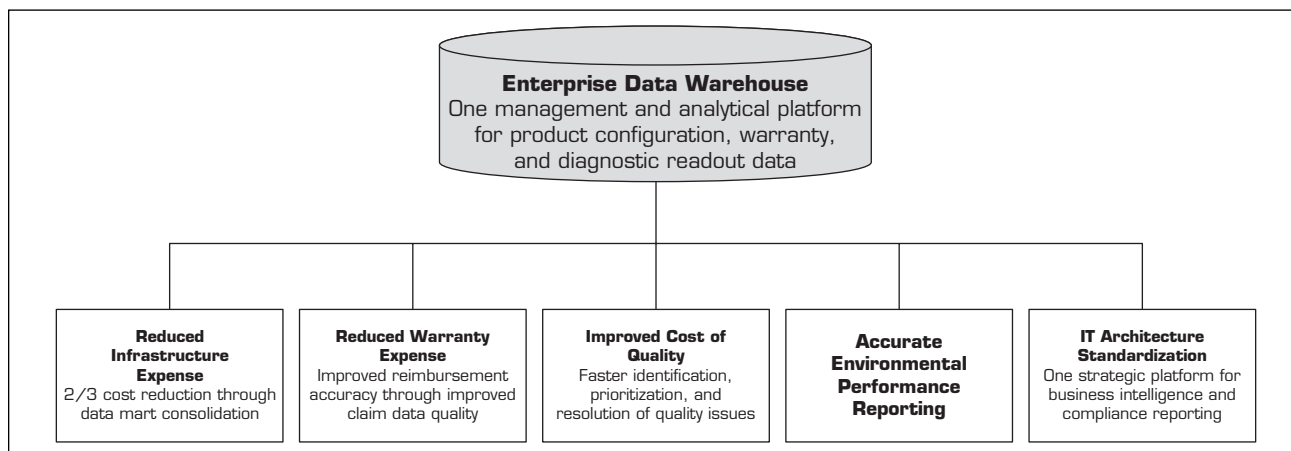 Enterprise Data Warehouse
One management and analytical platform
for product configuration, warranty,
and diagnostic readout data
Reduced
Infrastructure
Expense
2/3 cost reduction through
data mart consolidation
Reduced Warranty
Expense
Improved reimbursement
accuracy through improved
claim data quality
Improved Cost of
Quality
Faster identification,
prioritization, and
resolution of quality issues
Accurate
Environmental
Performance
Reporting
IT Architecture
Standardization
One strategic platform for
business intelligence and
compliance reporting